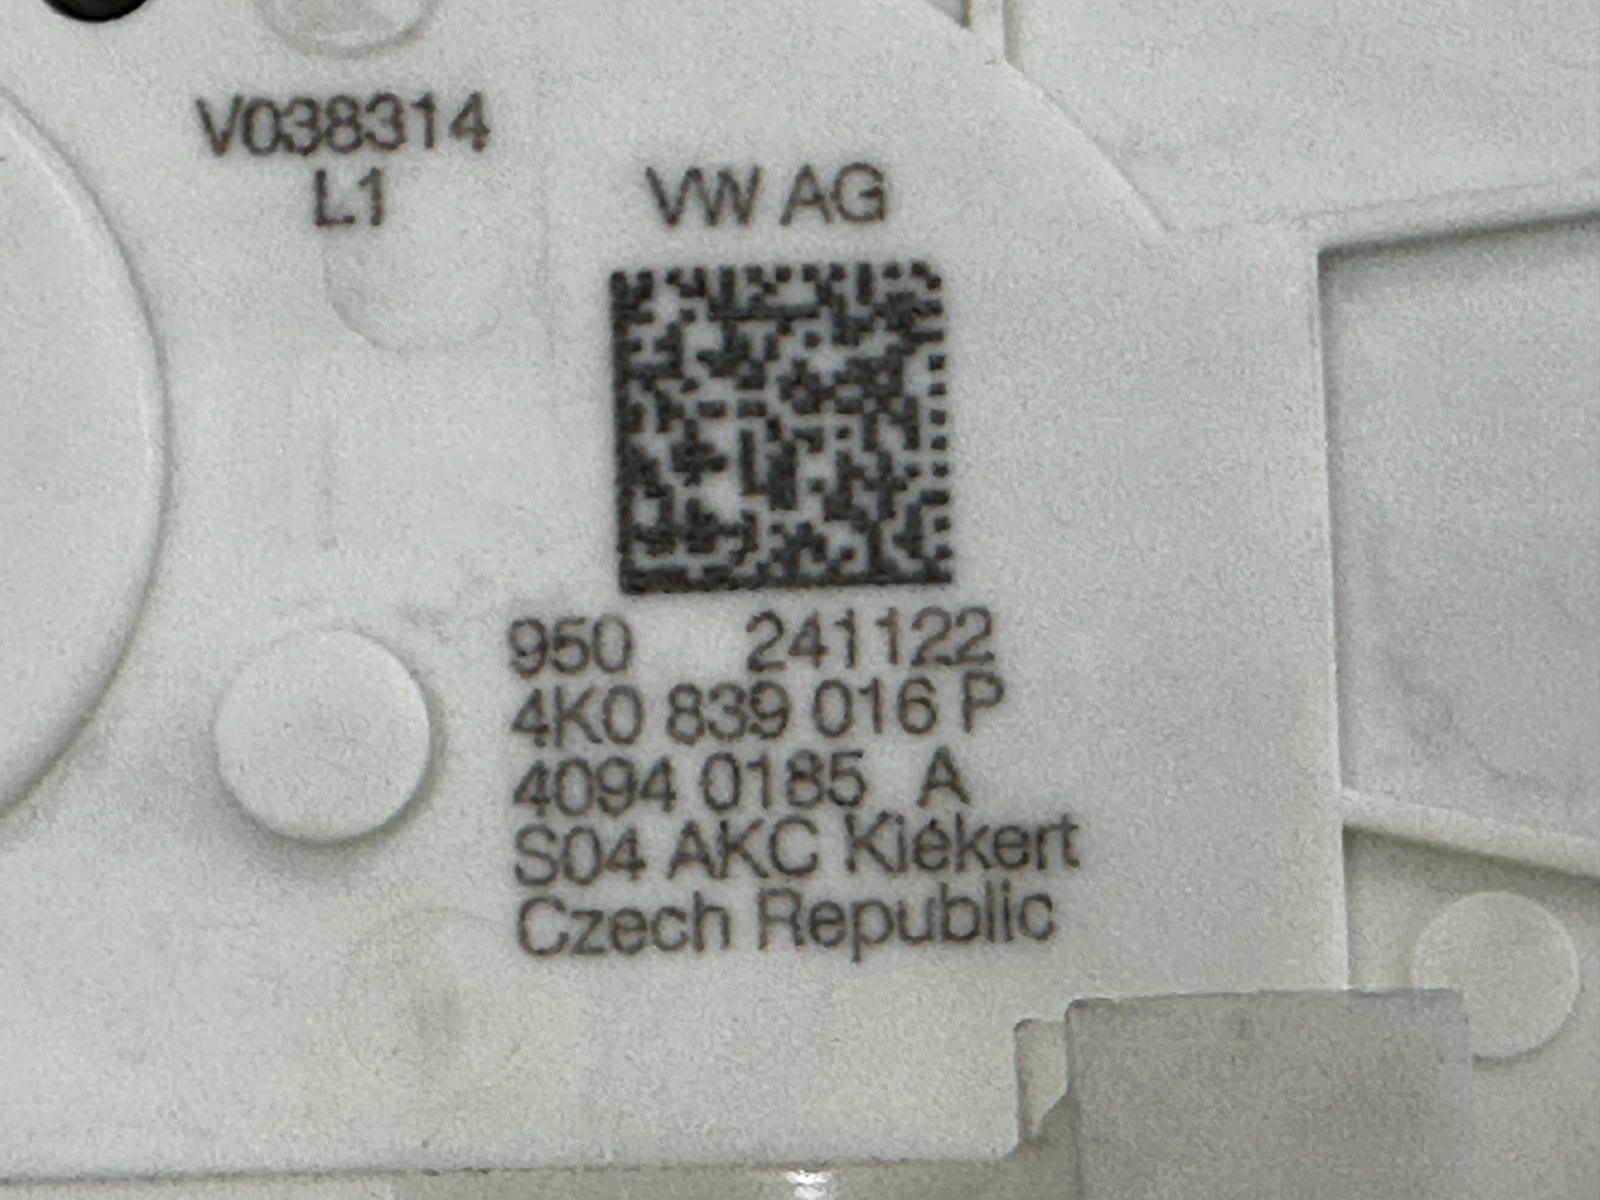 V038314
L1
VW AG
950 241122
4K0 839 016 P
4094 0185 A
S04 AKC Kiekert
Czech Republic